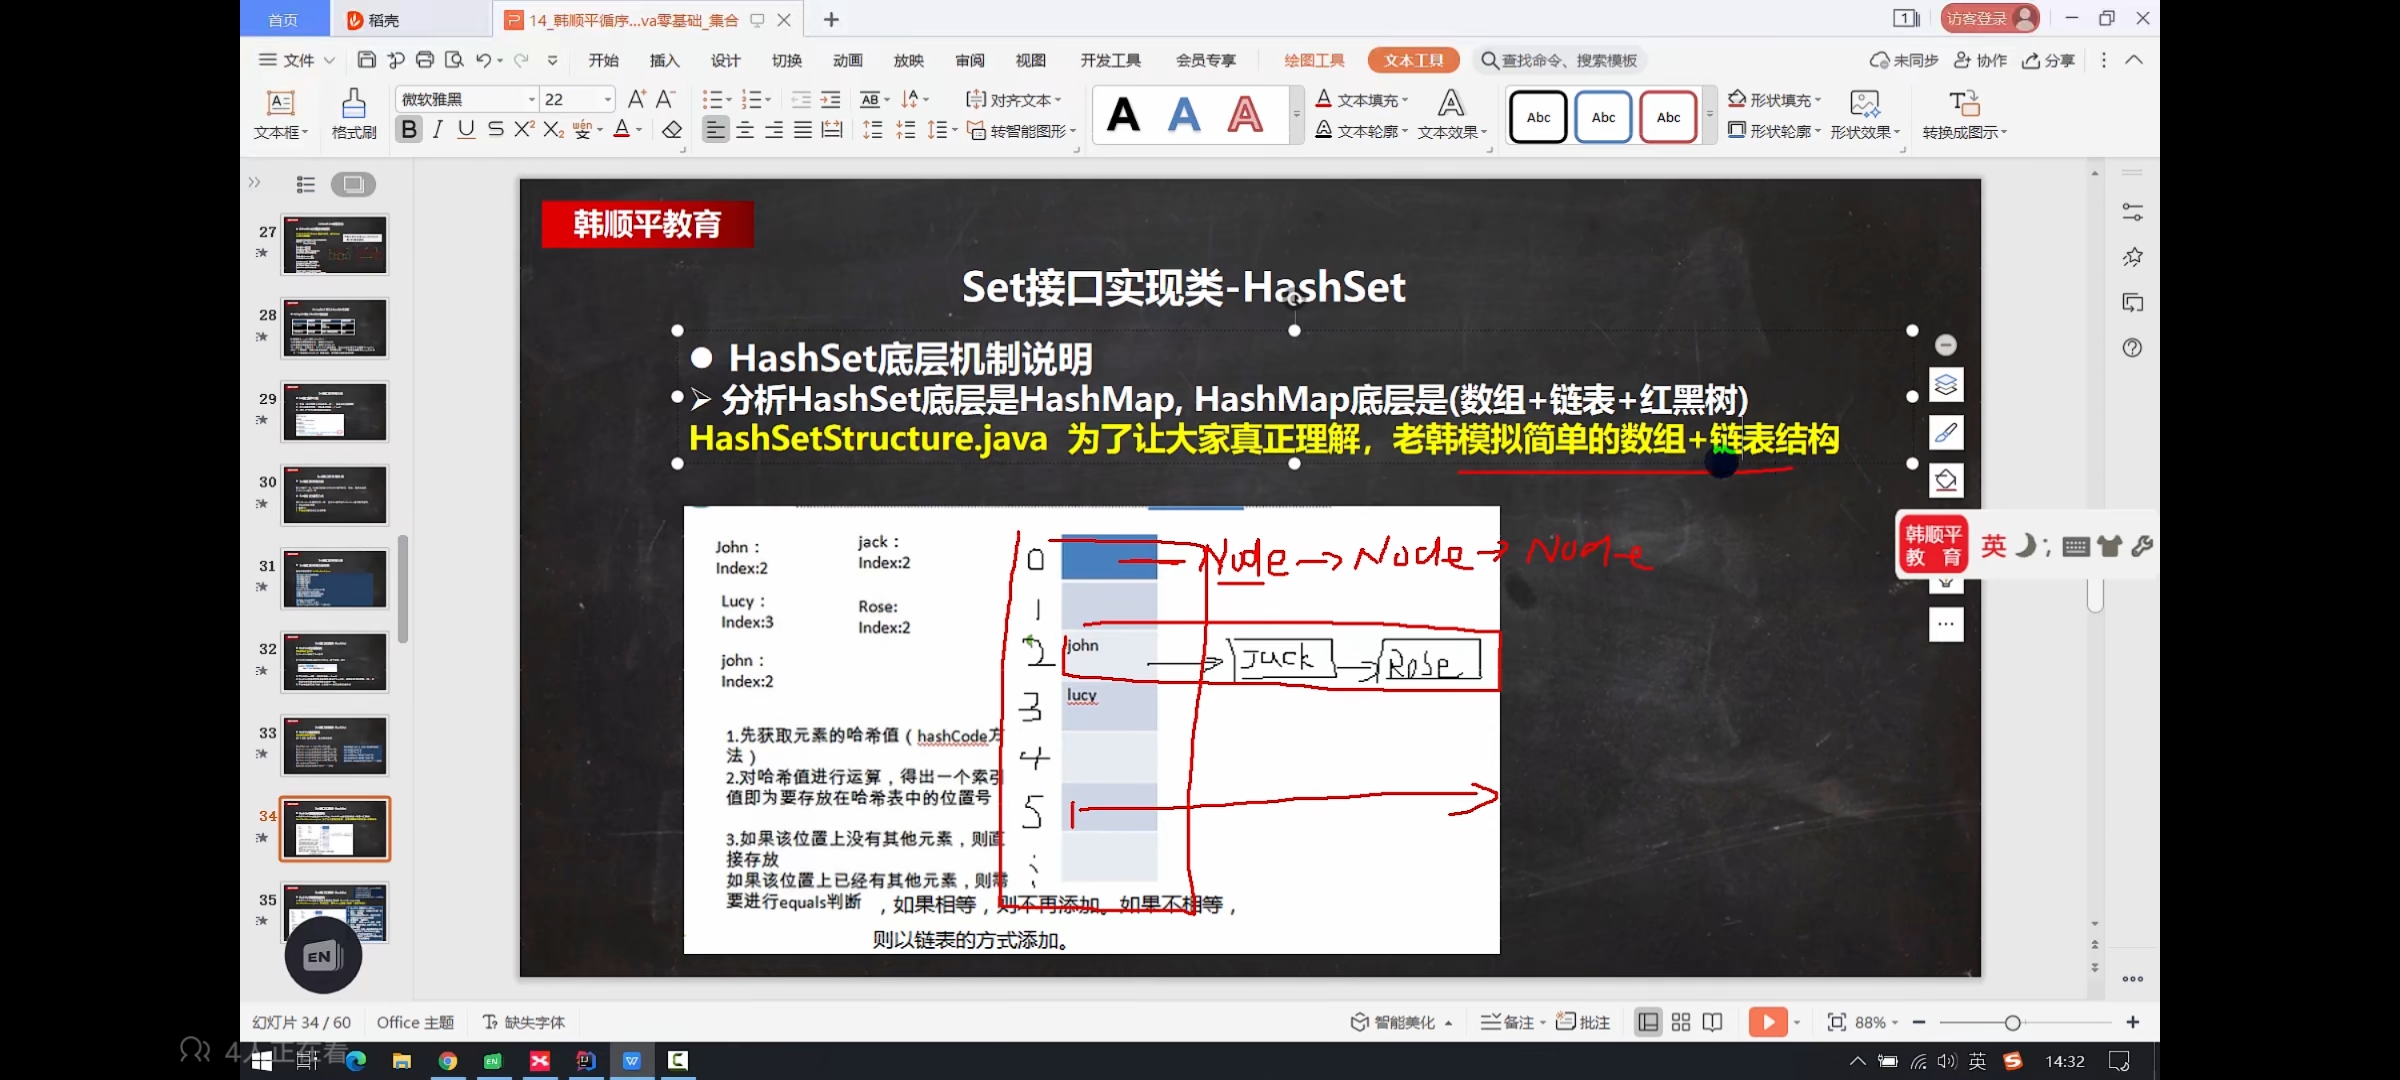 首页
稻壳
14_韩顺平循序...va零基础_集合
访客登录
文件
开始
插入
设计
切换
动画
放映
审阅
视图
开发工具
会员专享
绘图工具
文本工具
查找命令、搜索模板
未同步
协作
分享
文本框
格式刷
微软雅黑
22
对齐文本
转智能图形
文本填充
文本轮廓
文本效果
Abc
Abc
Abc
形状填充
形状轮廓
形状效果
转换成图示
韩顺平教育
Set接口实现类-HashSet
● HashSet底层机制说明
➢ 分析HashSet底层是HashMap, HashMap底层是(数组+链表+红黑树)
HashSetStructure.java 为了让大家真正理解，老韩模拟简单的数组+链表结构
John：
Index:2
jack：
Index:2
Lucy：
Index:3
Rose:
Index:2
john：
Index:2
0
1
2
3
4
5
john
lucy
Node→Node→Node
Jack
Rose
1.先获取元素的哈希值（hashCode方
法）
2.对哈希值进行运算，得出一个索引
值即为要存放在哈希表中的位置号
3.如果该位置上没有其他元素，则直
接存放
如果该位置上已经有其他元素，则需
要进行equals判断，如果相等，则不再添加。如果不相等，
则以链表的方式添加。
韩顺平
教 育
英
27
28
29
30
31
32
33
34
35
EN
幻灯片 34 / 60
Office 主题
缺失字体
智能美化
备注
批注
88%
4人正在看
英
14:32